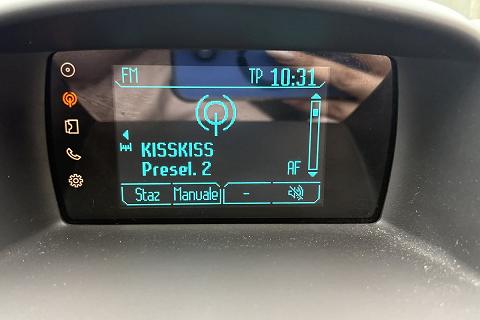 FM TP 10:31
KISSKISS
Presel. 2 AF
Staz Manuale -